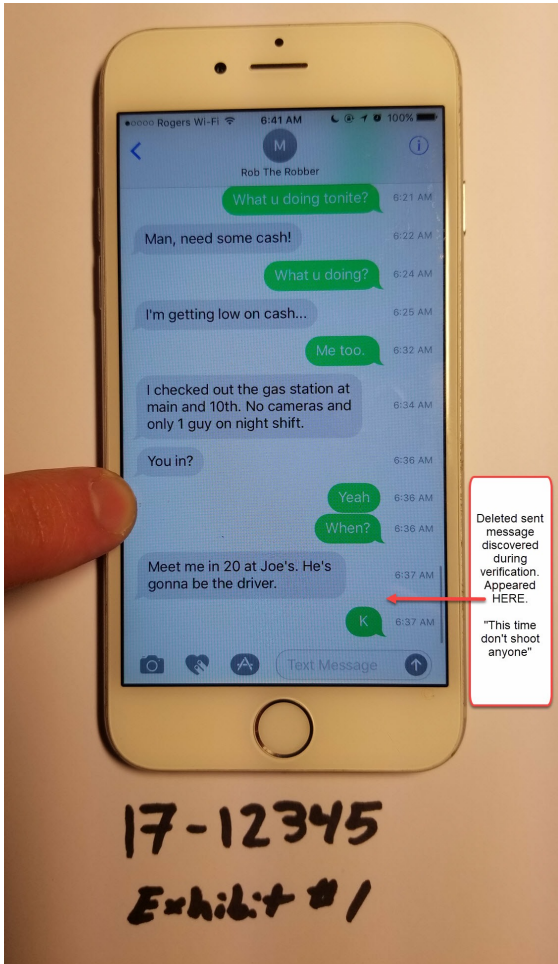 Rogers Wi-Fi 6:41 AM 100%
M
Rob The Robber
What u doing tonite? 6:21 AM
Man, need some cash! 6:22 AM
What u doing? 6:24 AM
I'm getting low on cash... 6:25 AM
Me too. 6:32 AM
I checked out the gas station at
main and 10th. No cameras and
only 1 guy on night shift. 6:34 AM
You in? 6:36 AM
Yeah 6:36 AM
When? 6:36 AM
Meet me in 20 at Joe's. He's
gonna be the driver. 6:37 AM
K 6:37 AM
Text Message
Deleted sent
message
discovered
during
verification.
Appeared
HERE.
"This time
don't shoot
anyone"
17-12345
Exhibit #1